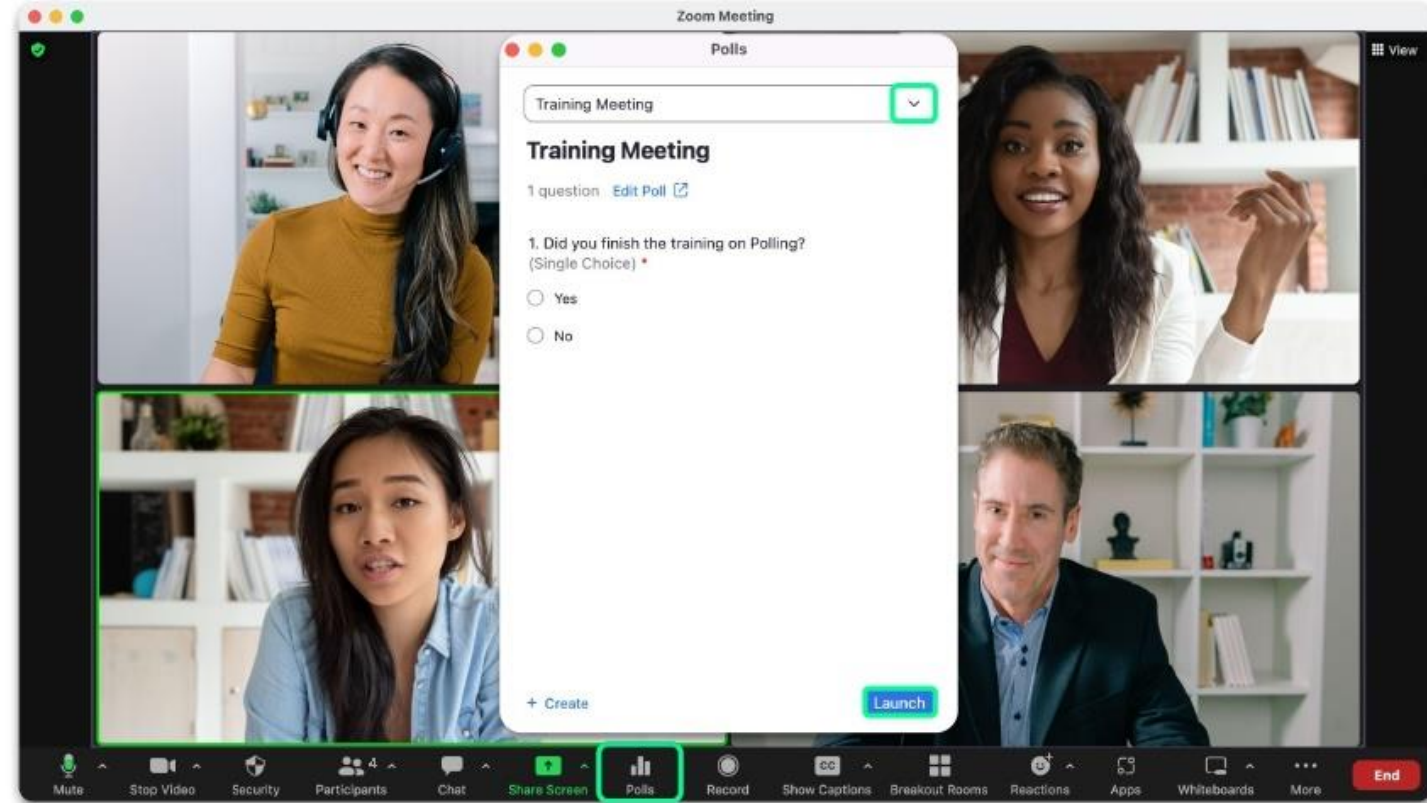 Zoom Meeting
View
Polls
Training Meeting
Training Meeting
1 question Edit Poll
1. Did you finish the training on Polling?
(Single Choice) *
Yes
No
+ Create
Launch
4
CC
Mute Stop Video Security Participants Chat Share Screen Polls Record Show Captions Breakout Rooms Reactions Apps Whiteboards More End